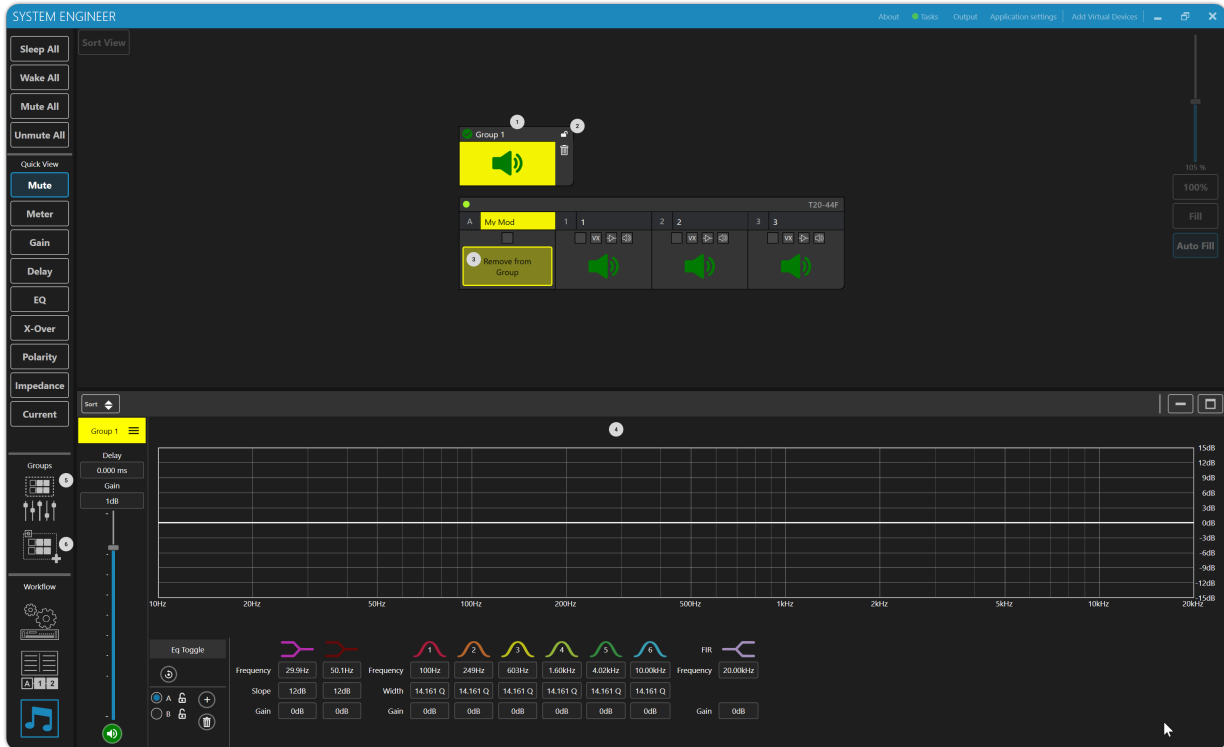 SYSTEM ENGINEER
About Tasks Output Application settings Add Virtual Devices
Sleep All
Wake All
Mute All
Unmute All
Quick View
Mute
Meter
Gain
Delay
EQ
X-Over
Polarity
Impedance
Current
Groups
5
6
Workflow
A 1 2
Sort View
1
2
Group 1
T20-44F
A My Mod 1 1 2 2 3 3
VX VX VX
3
Remove from
Group
105 %
100%
Fill
Auto Fill
Sort
Group 1
4
Delay
0.000 ms
Gain
1dB
15dB
12dB
9dB
6dB
3dB
0dB
-3dB
-6dB
-9dB
-12dB
-15dB
10Hz 20Hz 50Hz 100Hz 200Hz 500Hz 1kHz 2kHz 5kHz 10kHz 20kHz
Eq Toggle
A
B
1 2 3 4 5 6 FIR
Frequency 29.9Hz 50.1Hz Frequency 100Hz 249Hz 603Hz 1.60kHz 4.02kHz 10.00kHz Frequency 20.00kHz
Slope 12dB 12dB Width 14.161 Q 14.161 Q 14.161 Q 14.161 Q 14.161 Q 14.161 Q
Gain 0dB 0dB Gain 0dB 0dB 0dB 0dB 0dB 0dB Gain 0dB